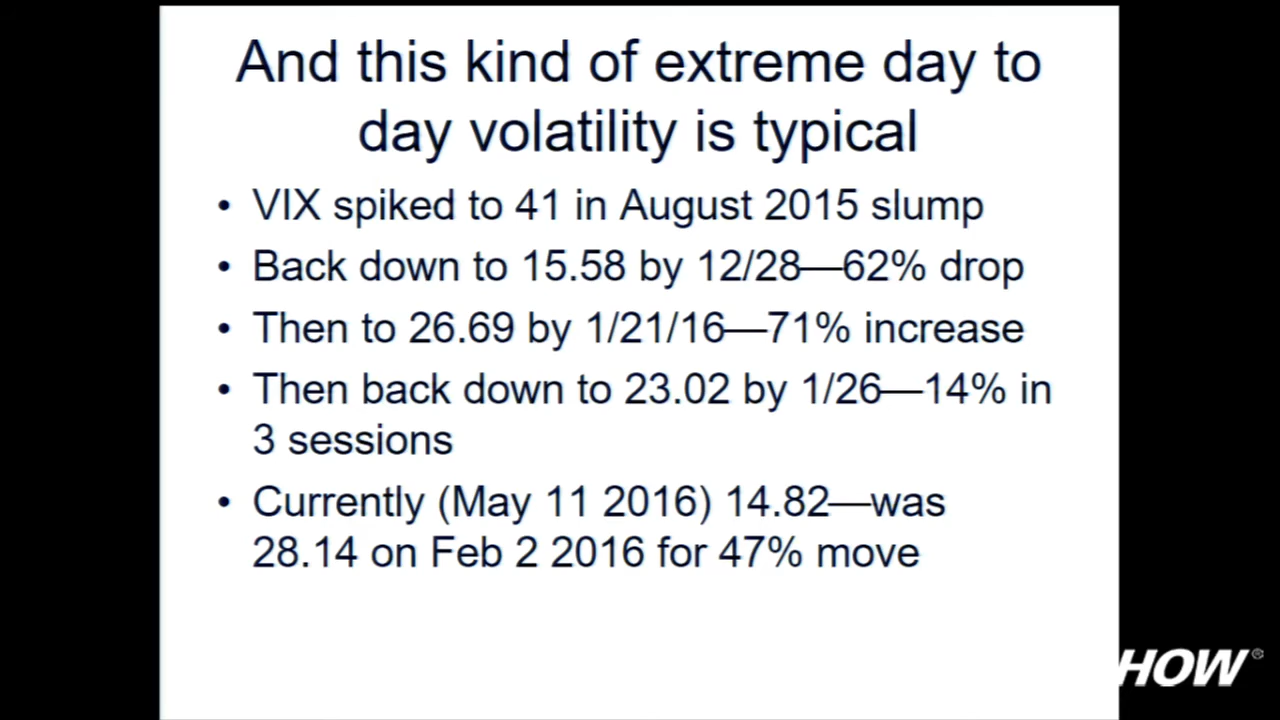 And this kind of extreme day to
day volatility is typical
• VIX spiked to 41 in August 2015 slump
• Back down to 15.58 by 12/28—62% drop
• Then to 26.69 by 1/21/16—71% increase
• Then back down to 23.02 by 1/26—14% in
3 sessions
• Currently (May 11 2016) 14.82—was
28.14 on Feb 2 2016 for 47% move
HOW®